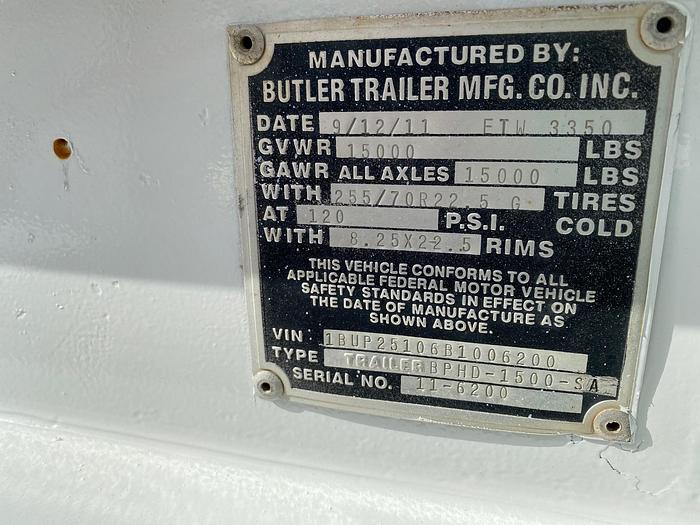 MANUFACTURED BY:
BUTLER TRAILER MFG. CO. INC.
DATE 9/12/11 ETW 3350
GVWR 15000 LBS
GAWR ALL AXLES 15000 LBS
WITH 255/70R22.5 G TIRES
AT 120 P.S.I. COLD
WITH 8.25X22.5 RIMS
THIS VEHICLE CONFORMS TO ALL
APPLICABLE FEDERAL MOTOR VEHICLE
SAFETY STANDARDS IN EFFECT ON
THE DATE OF MANUFACTURE AS
SHOWN ABOVE.
VIN 1BUP25106B1006200
TYPE TRAILER BPHD-1500-SA
SERIAL NO. 11-6200